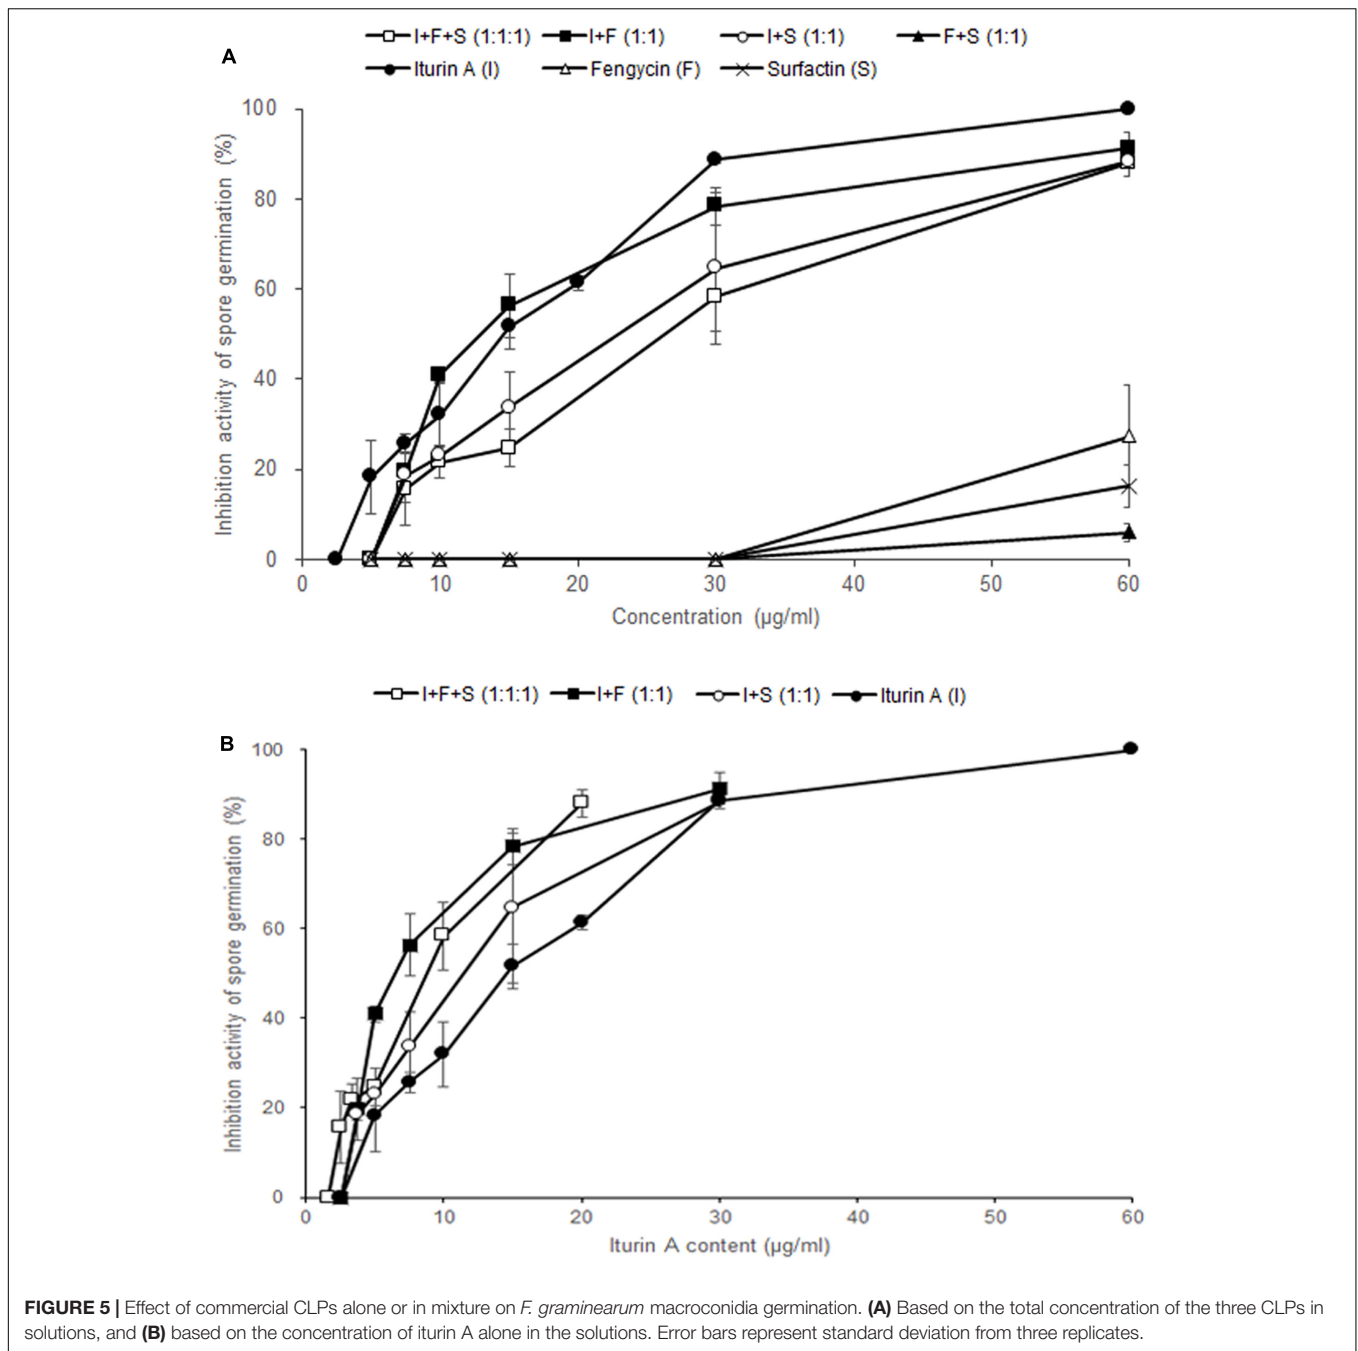 I+F+S (1:1:1) I+F (1:1) I+S (1:1) F+S (1:1)
A
Iturin A (I) Fengycin (F) Surfactin (S)
Inhibition activity of spore germination (%)
100
80
60
40
20
0
0 10 20 30 40 50 60
Concentration (µg/ml)
I+F+S (1:1:1) I+F (1:1) I+S (1:1) Iturin A (I)
B
Inhibition activity of spore germination (%)
100
80
60
40
20
0
0 10 20 30 40 50 60
Iturin A content (µg/ml)
FIGURE 5 | Effect of commercial CLPs alone or in mixture on F. graminearum macroconidia germination. (A) Based on the total concentration of the three CLPs in
solutions, and (B) based on the concentration of iturin A alone in the solutions. Error bars represent standard deviation from three replicates.